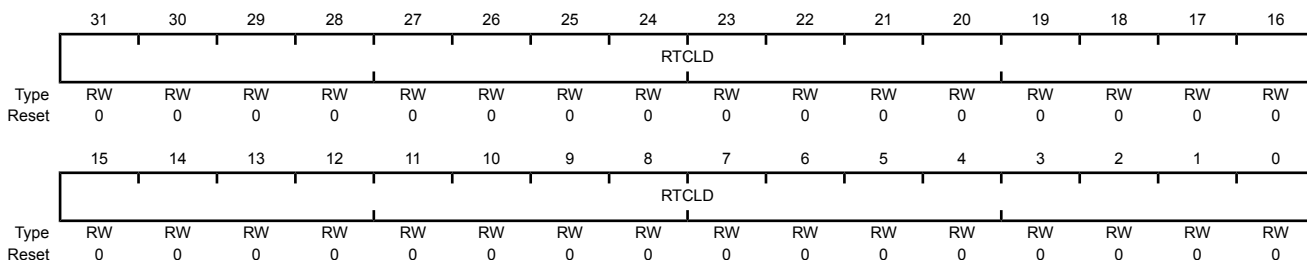 31 30 29 28 27 26 25 24 23 22 21 20 19 18 17 16
RTCLD
Type RW RW RW RW RW RW RW RW RW RW RW RW RW RW RW RW
Reset 0 0 0 0 0 0 0 0 0 0 0 0 0 0 0 0
15 14 13 12 11 10 9 8 7 6 5 4 3 2 1 0
RTCLD
Type RW RW RW RW RW RW RW RW RW RW RW RW RW RW RW RW
Reset 0 0 0 0 0 0 0 0 0 0 0 0 0 0 0 0